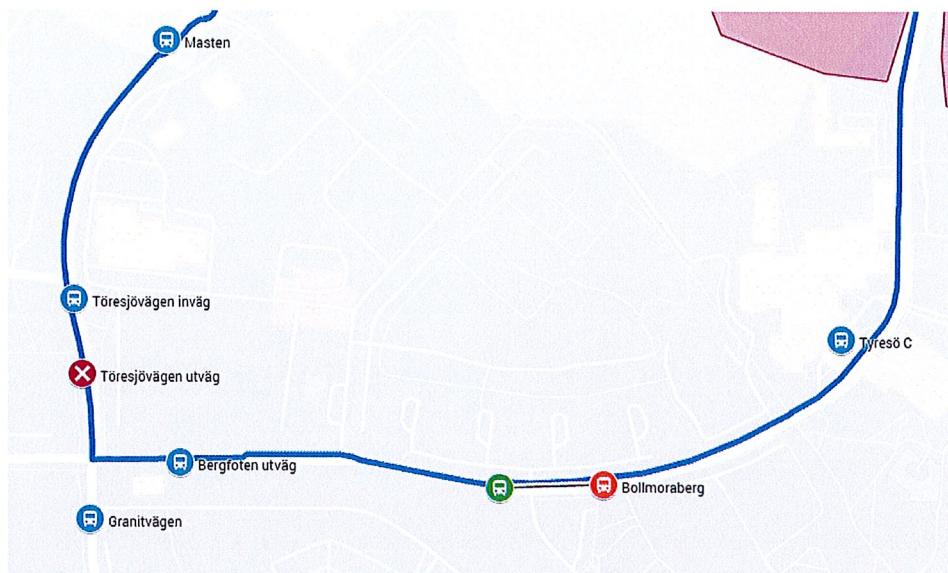 Masten
Töresjövägen inväg
Tyresö C
Töresjövägen utväg
Bergfoten utväg
Bollmoraberg
Granitvägen